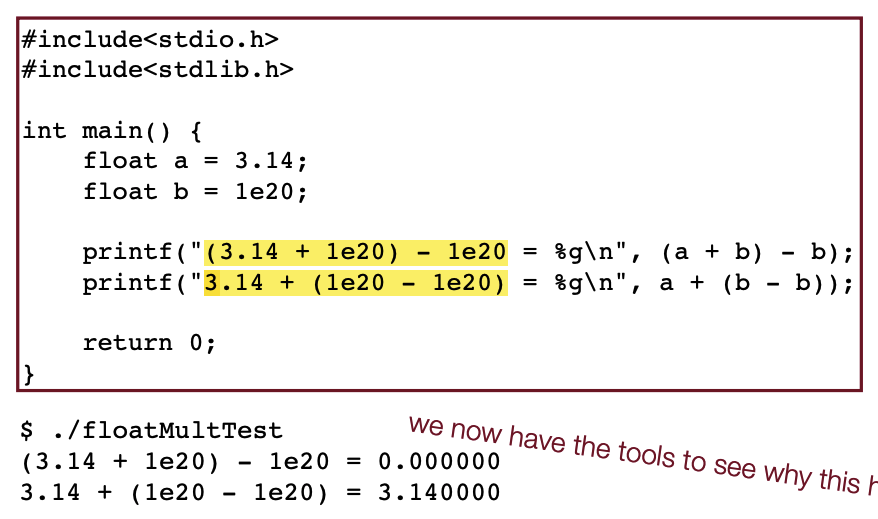 #include<stdio.h>
#include<stdlib.h>
int main() {
float a = 3.14;
float b = 1e20;
printf("(3.14 + 1e20) - 1e20 = %g\n", (a + b) - b);
printf("3.14 + (1e20 - 1e20) = %g\n", a + (b - b));
return 0;
}
$ ./floatMultTest
we now have the tools to see why this
(3.14 + 1e20) - 1e20 = 0.000000
3.14 + (1e20 - 1e20) = 3.140000